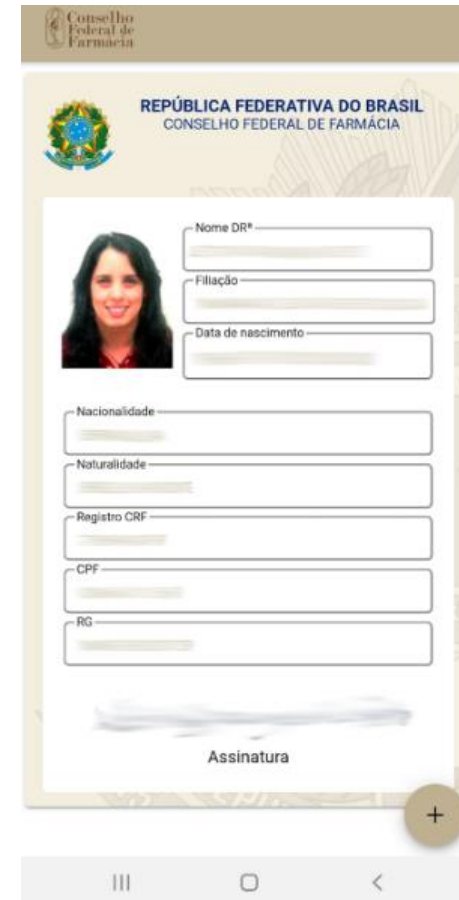 Conselho
Federal de
Farmácia
REPÚBLICA FEDERATIVA DO BRASIL
CONSELHO FEDERAL DE FARMÁCIA
Nome DRª
Filiação
Data de nascimento
Nacionalidade
Naturalidade
Registro CRF
CPF
RG
Assinatura
+